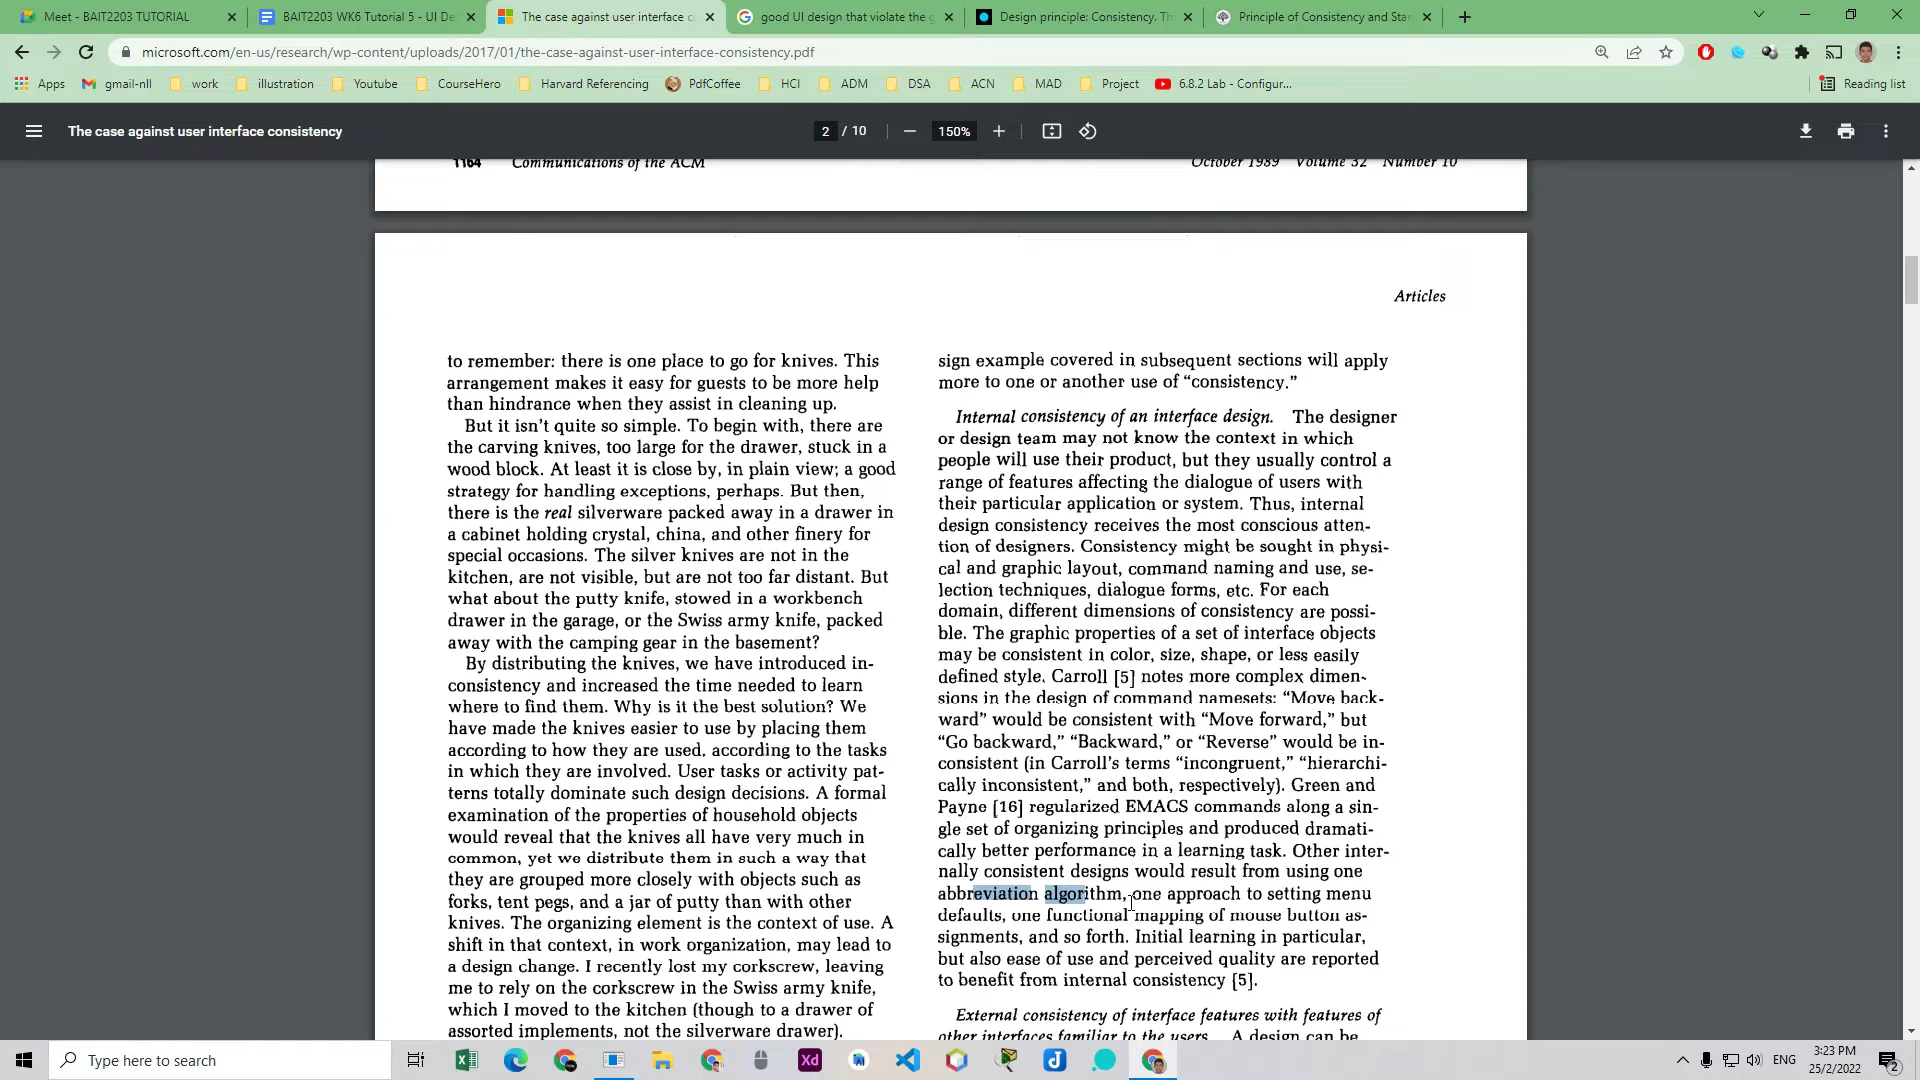 Meet - BAIT2203 TUTORIAL
BAIT2203 WK6 Tutorial 5 - UI De
The case against user interface c
good UI design that violate the g
Design principle: Consistency. Th
Principle of Consistency and Stan
microsoft.com/en-us/research/wp-content/uploads/2017/01/the-case-against-user-interface-consistency.pdf
Apps
gmail-nll
work
illustration
Youtube
CourseHero
Harvard Referencing
PdfCoffee
HCI
ADM
DSA
ACN
MAD
Project
6.8.2 Lab - Configur...
Reading list
The case against user interface consistency
2 / 10
150%
1164 Communications of the ACM
October 1989 Volume 32 Number 10
Articles
to remember: there is one place to go for knives. This
arrangement makes it easy for guests to be more help
than hindrance when they assist in cleaning up.
But it isn't quite so simple. To begin with, there are
the carving knives, too large for the drawer, stuck in a
wood block. At least it is close by, in plain view; a good
strategy for handling exceptions, perhaps. But then,
there is the real silverware packed away in a drawer in
a cabinet holding crystal, china, and other finery for
special occasions. The silver knives are not in the
kitchen, are not visible, but are not too far distant. But
what about the putty knife, stowed in a workbench
drawer in the garage, or the Swiss army knife, packed
away with the camping gear in the basement?
By distributing the knives, we have introduced in-
consistency and increased the time needed to learn
where to find them. Why is it the best solution? We
have made the knives easier to use by placing them
according to how they are used, according to the tasks
in which they are involved. User tasks or activity pat-
terns totally dominate such design decisions. A formal
examination of the properties of household objects
would reveal that the knives all have very much in
common, yet we distribute them in such a way that
they are grouped more closely with objects such as
forks, tent pegs, and a jar of putty than with other
knives. The organizing element is the context of use. A
shift in that context, in work organization, may lead to
a design change. I recently lost my corkscrew, leaving
me to rely on the corkscrew in the Swiss army knife,
which I moved to the kitchen (though to a drawer of
assorted implements, not the silverware drawer).
sign example covered in subsequent sections will apply
more to one or another use of "consistency."
Internal consistency of an interface design. The designer
or design team may not know the context in which
people will use their product, but they usually control a
range of features affecting the dialogue of users with
their particular application or system. Thus, internal
design consistency receives the most conscious atten-
tion of designers. Consistency might be sought in physi-
cal and graphic layout, command naming and use, se-
lection techniques, dialogue forms, etc. For each
domain, different dimensions of consistency are possi-
ble. The graphic properties of a set of interface objects
may be consistent in color, size, shape, or less easily
defined style. Carroll [5] notes more complex dimen-
sions in the design of command namesets: "Move back-
ward" would be consistent with "Move forward," but
"Go backward," "Backward," or "Reverse" would be in-
consistent (in Carroll's terms "incongruent," "hierarchi-
cally inconsistent," and both, respectively). Green and
Payne [16] regularized EMACS commands along a sin-
gle set of organizing principles and produced dramati-
cally better performance in a learning task. Other inter-
nally consistent designs would result from using one
abbreviation algorithm, one approach to setting menu
defaults, one functional mapping of mouse button as-
signments, and so forth. Initial learning in particular,
but also ease of use and perceived quality are reported
to benefit from internal consistency [5].
External consistency of interface features with features of
other interfaces familiar to the users. A design can be
Type here to search
Xd
ENG
3:23 PM
25/2/2022
2